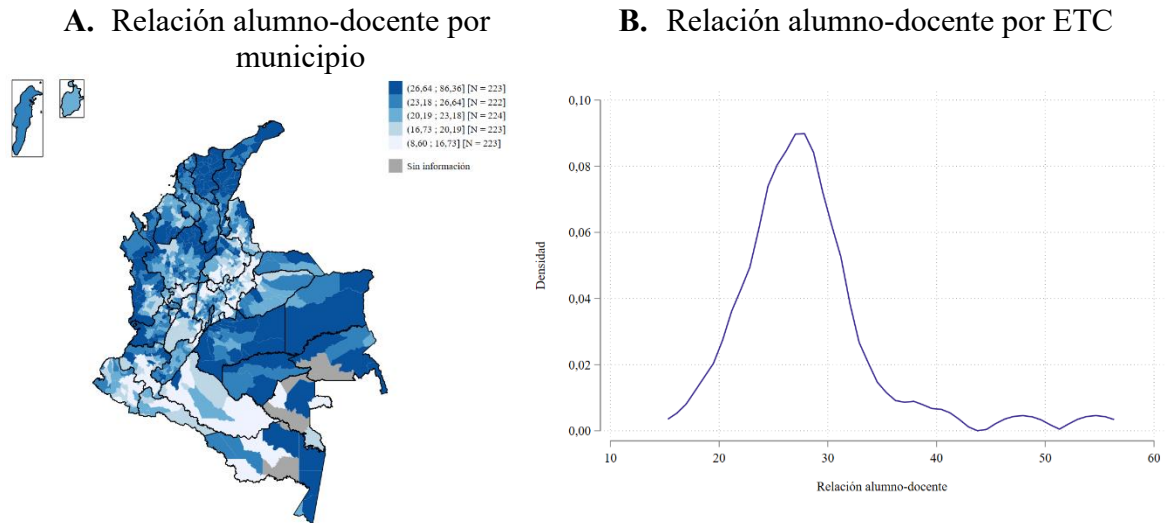 A. Relación alumno-docente por
municipio
(26,64 ; 86,36] [N = 223]
(23,18 ; 26,64] [N = 222]
(20,19 ; 23,18] [N = 224]
(16,73 ; 20,19] [N = 223]
(8,60 ; 16,73] [N = 223]
Sin información
B. Relación alumno-docente por ETC
0,10
0,08
0,06
0,04
0,02
0,00
Densidad
10 20 30 40 50 60
Relación alumno-docente